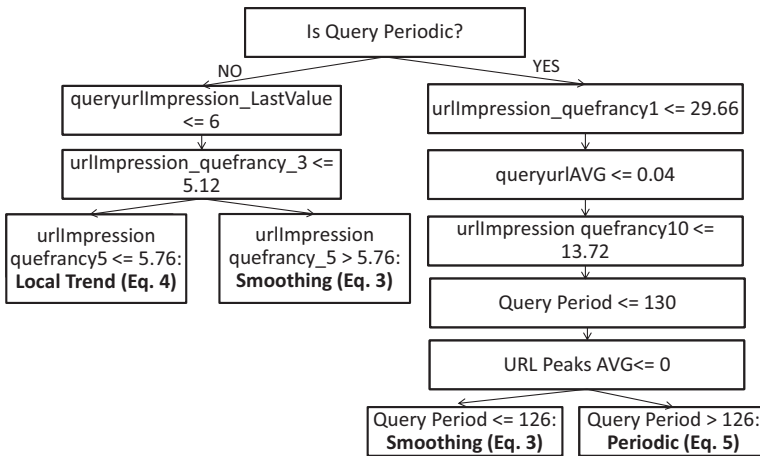 Is Query Periodic?
NO
YES
queryurlImpression_LastValue
<= 6
urlImpression_quefrancy_3 <=
5.12
urlImpression
quefrancy5 <= 5.76:
Local Trend (Eq. 4)
urlImpression
quefrancy_5 > 5.76:
Smoothing (Eq. 3)
urlImpression_quefrancy1 <= 29.66
queryurlAVG <= 0.04
urlImpression quefrancy10 <=
13.72
Query Period <= 130
URL Peaks AVG<= 0
Query Period <= 126:
Smoothing (Eq. 3)
Query Period > 126:
Periodic (Eq. 5)